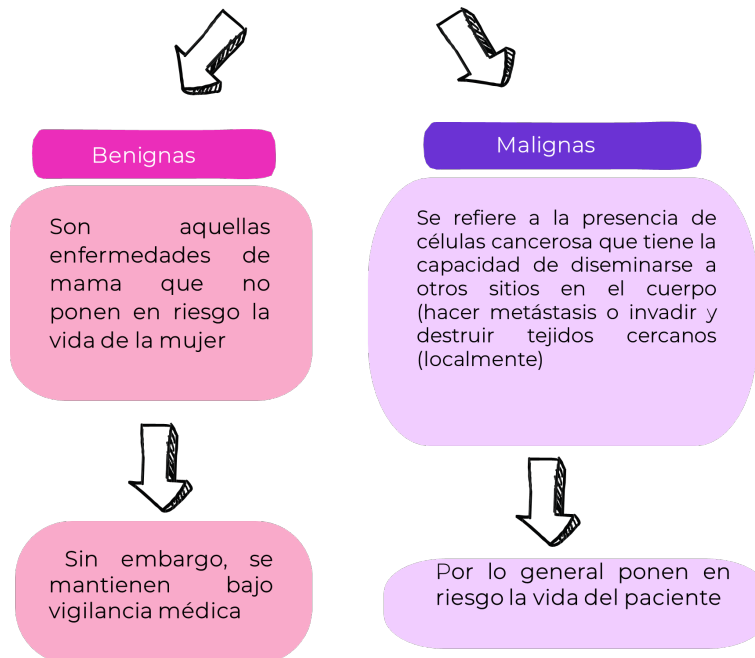 Benignas
Son aquellas
enfermedades de
mama que no
ponen en riesgo la
vida de la mujer
Sin embargo, se
mantienen bajo
vigilancia médica
Malignas
Se refiere a la presencia de
células cancerosa que tiene la
capacidad de diseminarse a
otros sitios en el cuerpo
(hacer metástasis o invadir y
destruir tejidos cercanos
(localmente)
Por lo general ponen en
riesgo la vida del paciente